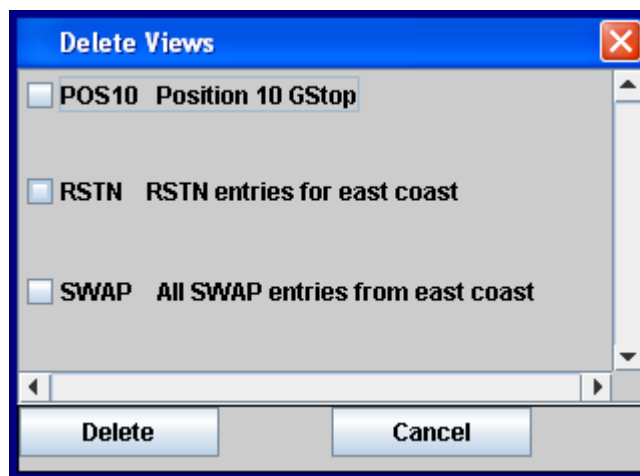 Delete Views
POS10 Position 10 GStop
RSTN RSTN entries for east coast
SWAP All SWAP entries from east coast
Delete Cancel